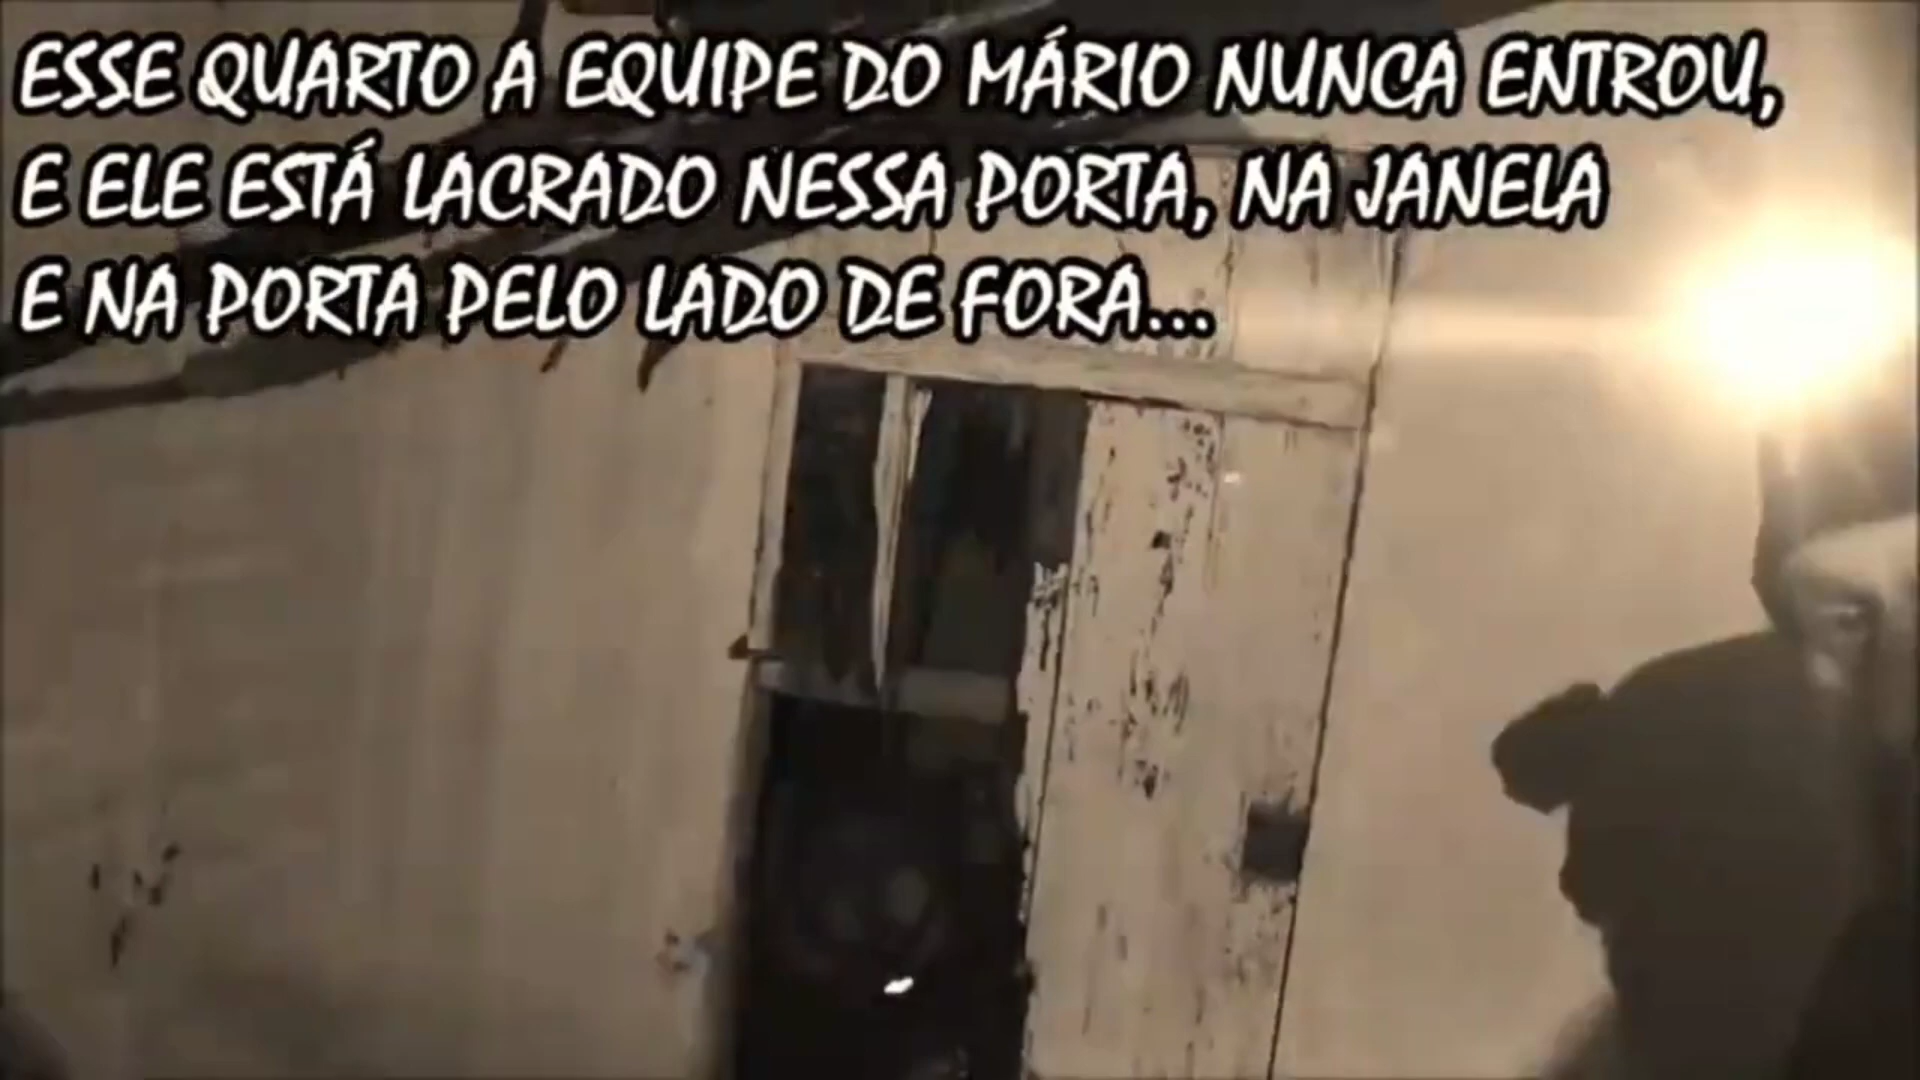 ESSE QUARTO A EQUIPE DO MÁRIO NUNCA ENTROU,
E ELE ESTÁ LACRADO NESSA PORTA, NA JANELA
E NA PORTA PELO LADO DE FORA...